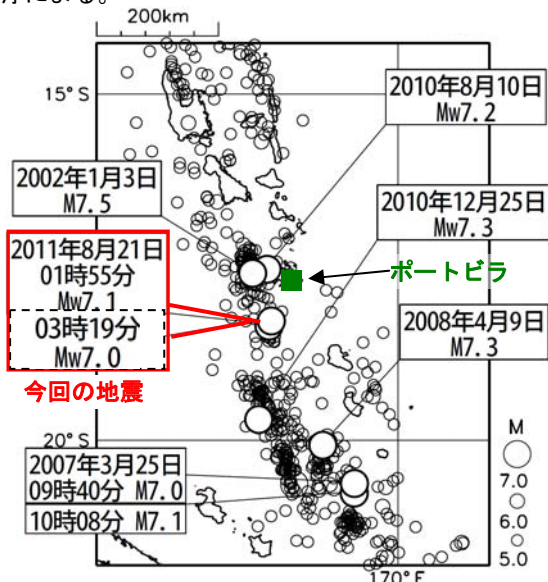 200km
15°S
2010年8月10日
Mw7.2
2002年1月3日
M7.5
2010年12月25日
Mw7.3
2011年8月21日
01時55分
Mw7.1
03時19分
Mw7.0
今回の地震
ポートビラ
2008年4月9日
M7.3
20°S
2007年3月25日
09時40分 M7.0
10時08分 M7.1
M
7.0
6.0
5.0
170°E